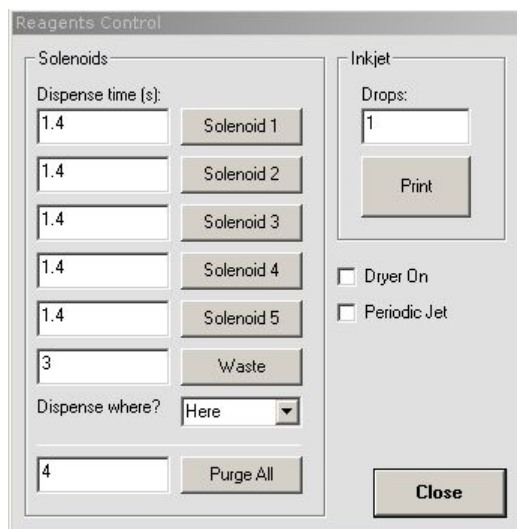 Reagents Control
Solenoids
Dispense time (s):
1.4 Solenoid 1
1.4 Solenoid 2
1.4 Solenoid 3
1.4 Solenoid 4
1.4 Solenoid 5
3 Waste
Dispense where? Here
4 Purge All
Inkjet
Drops:
1
Print
Dryer On
Periodic Jet
Close